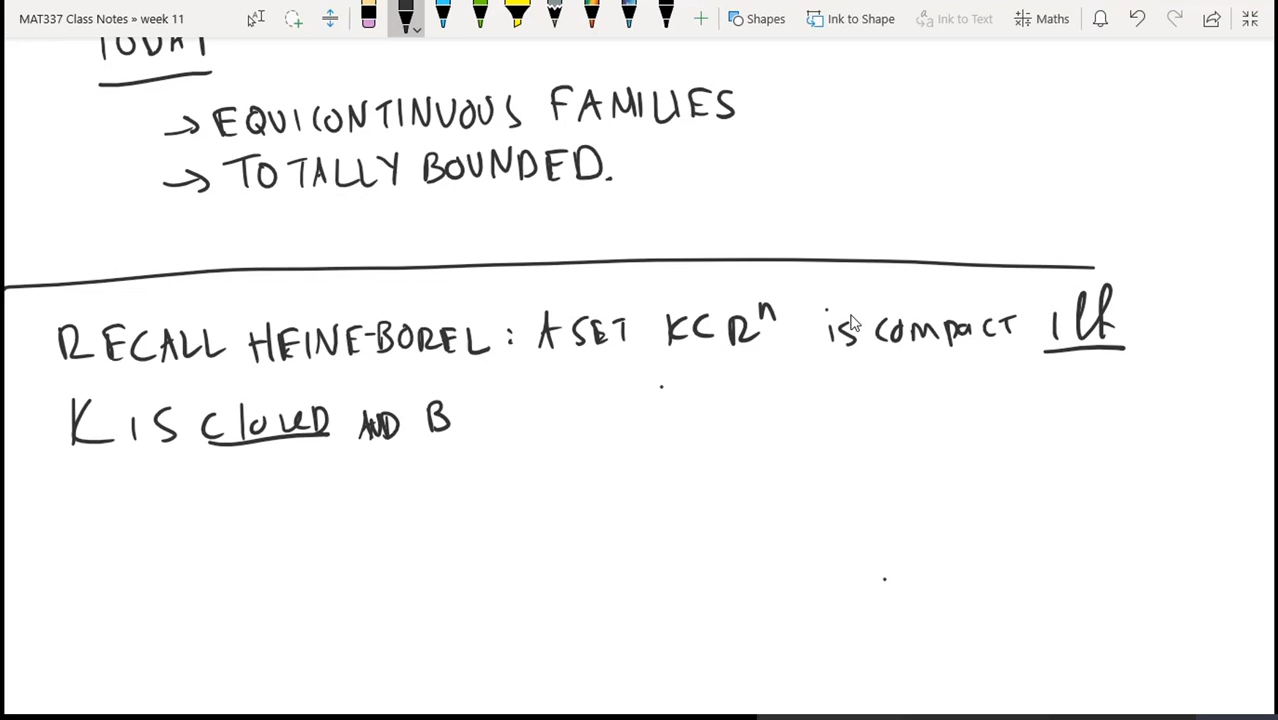 MAT337 Class Notes » week 11
Shapes Ink to Shape Ink to Text Maths
TODAY
→ EQUICONTINUOUS FAMILIES
→ TOTALLY BOUNDED.
RECALL HEINE-BOREL : A SET K⊂Rⁿ is compact iff
K IS CLOSED AND B